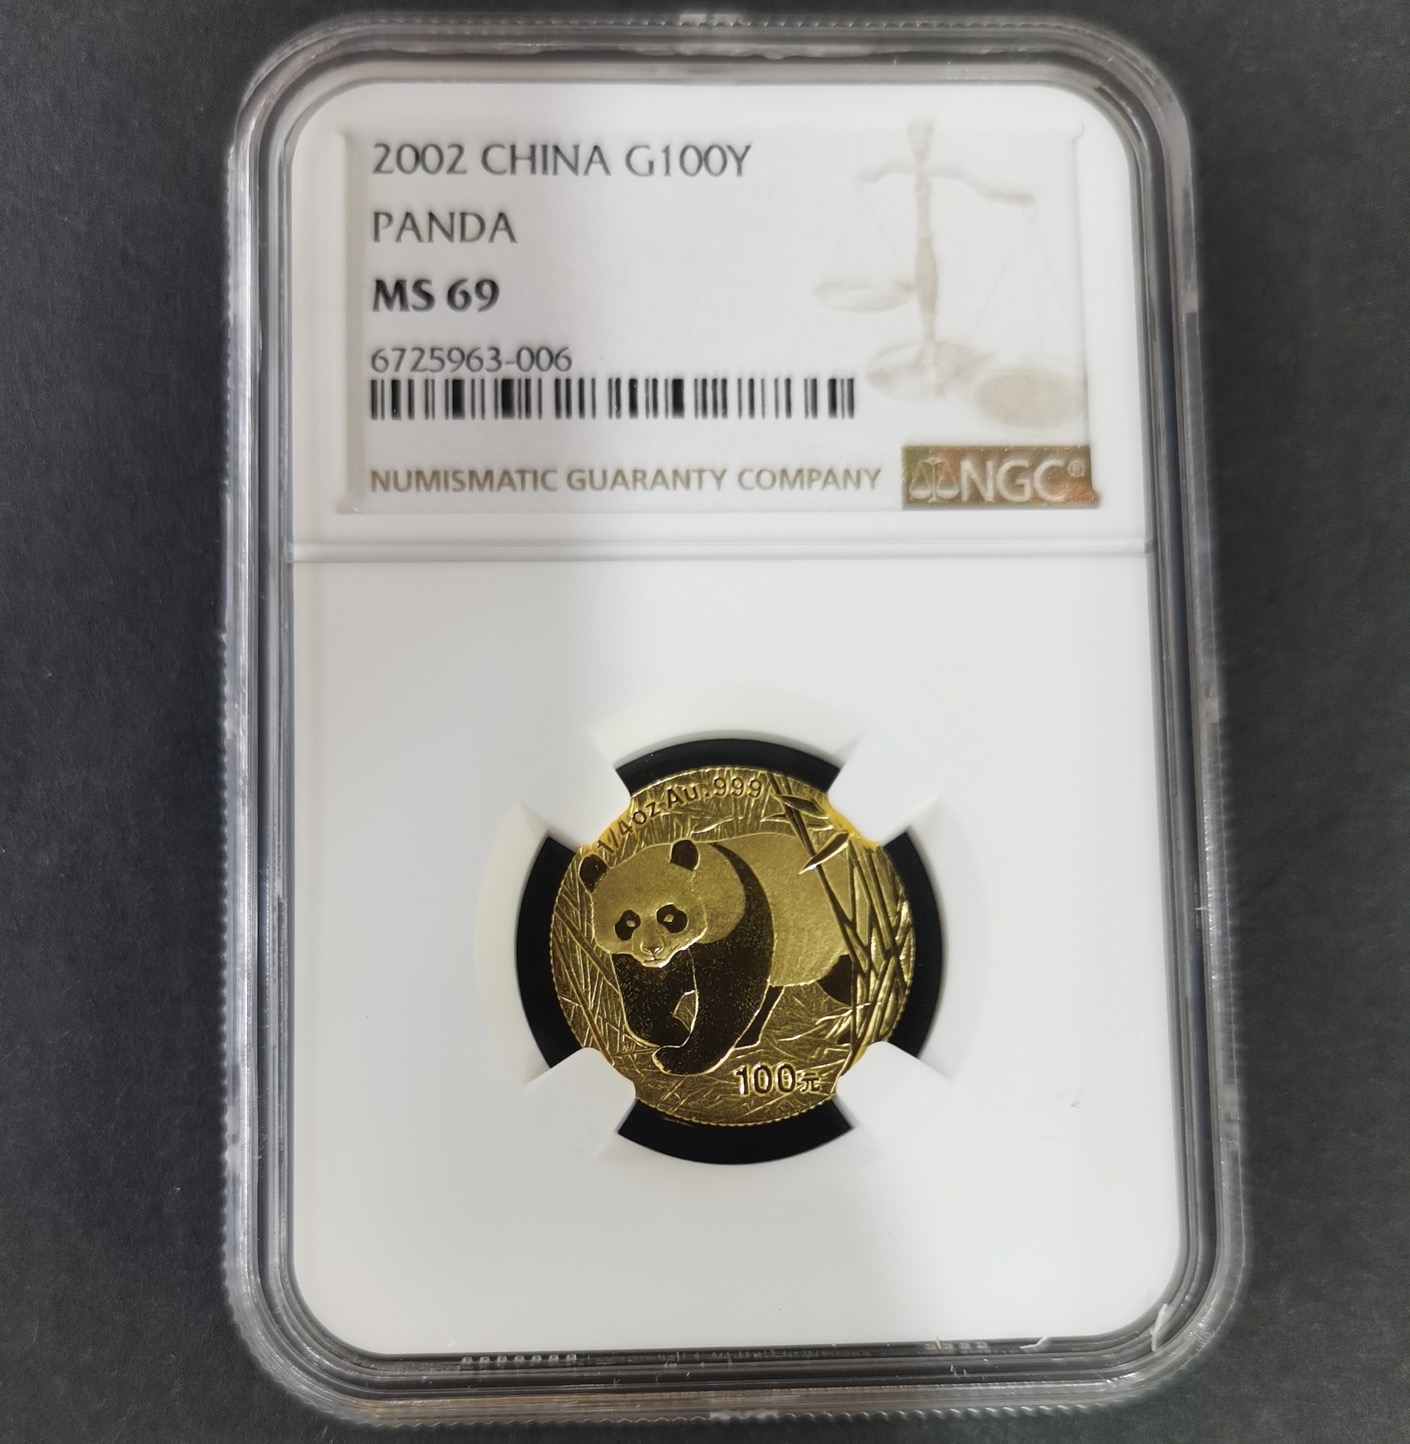 2002 CHINA G100Y
PANDA
MS 69
6725963-006
NUMISMATIC GUARANTY COMPANY
NGC®
1/4oz Au .999
100元